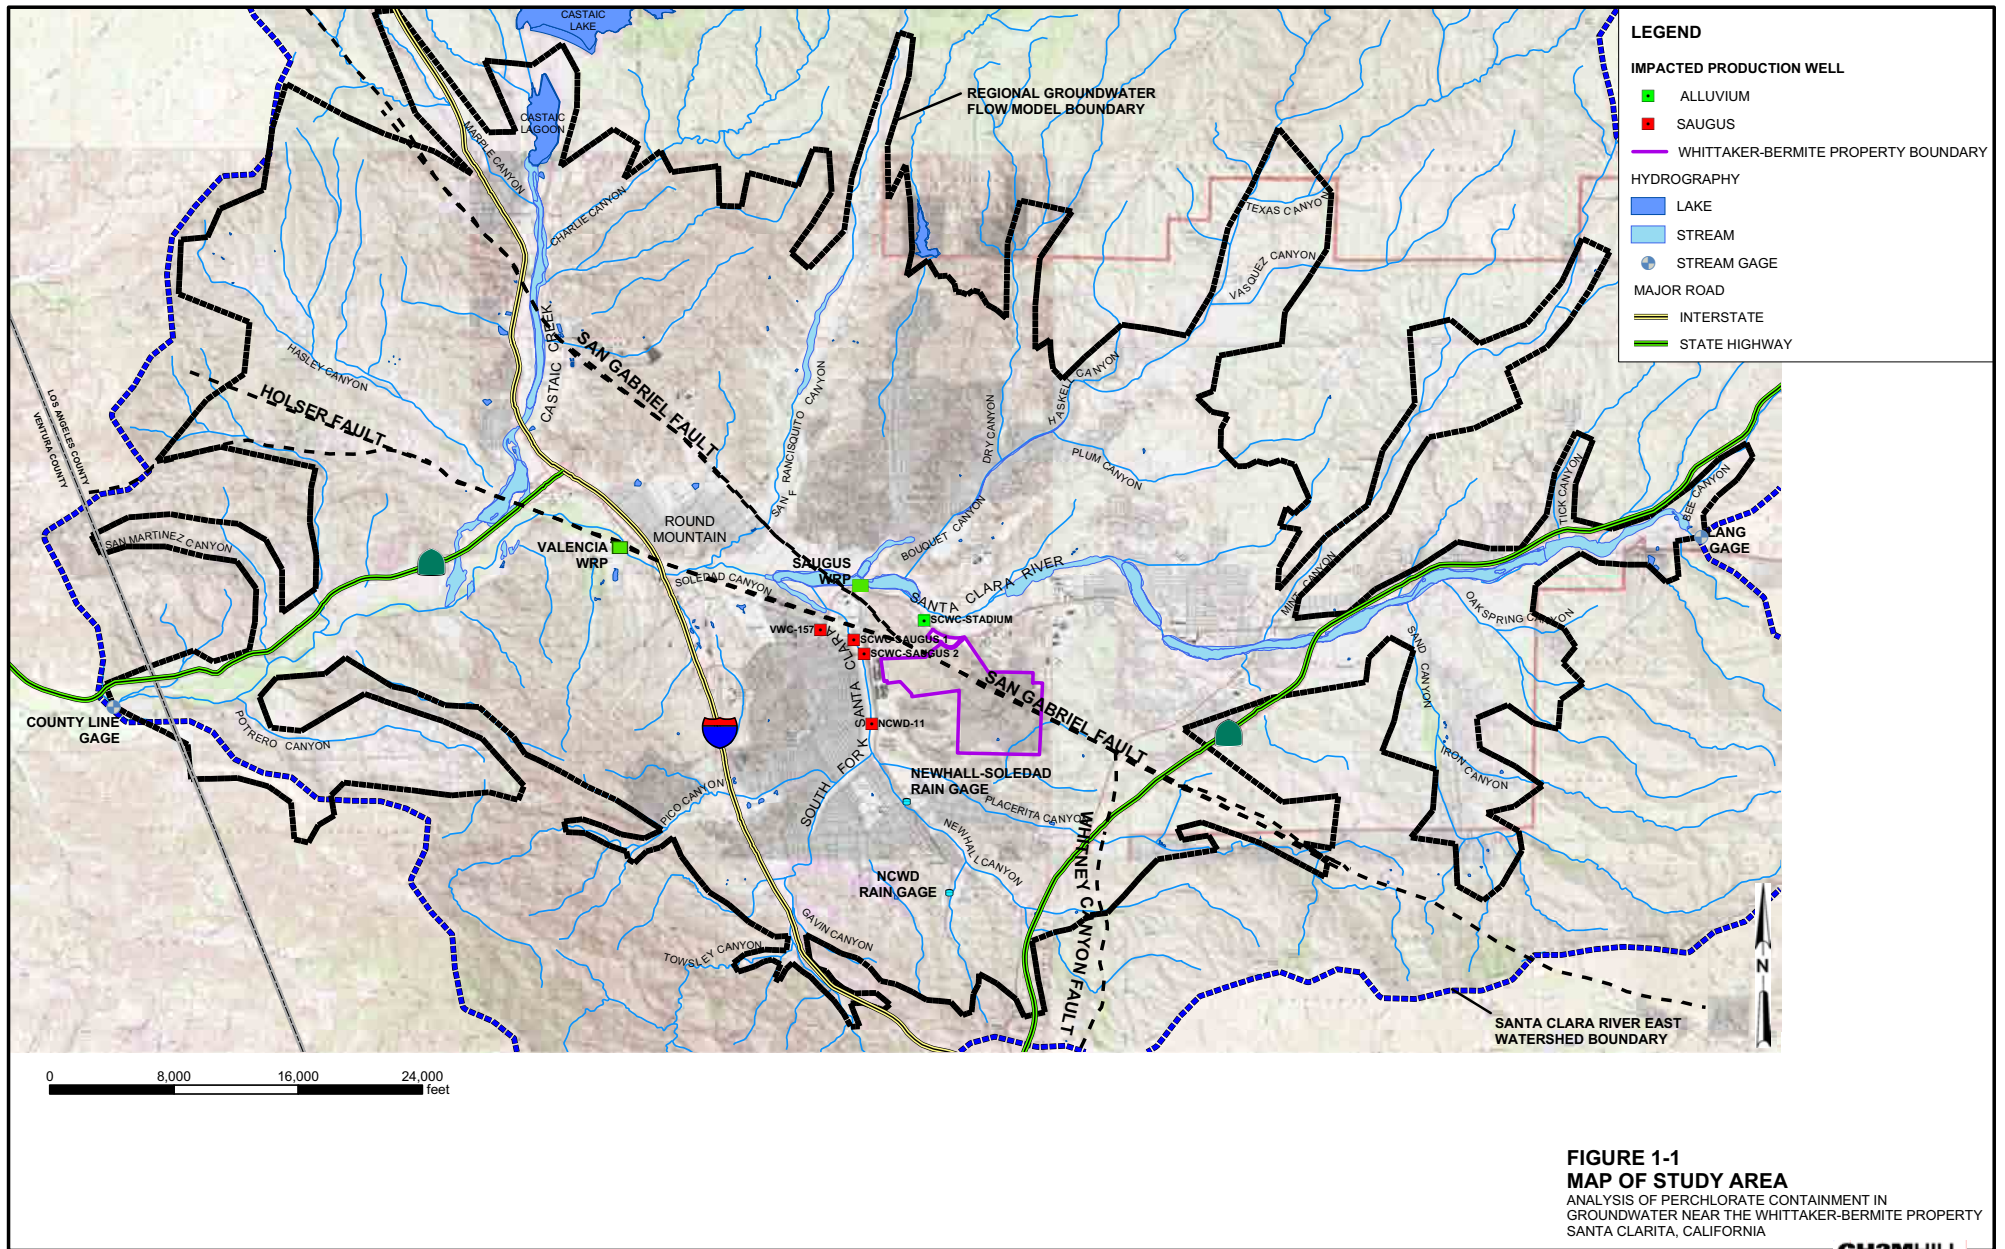 CASTAIC
LAKE
CASTAIC
LAGOON
REGIONAL GROUNDWATER
FLOW MODEL BOUNDARY
MARPLE CANYON
CHARLIE CANYON
TEXAS CANYON
VASQUEZ CANYON
LEGEND
IMPACTED PRODUCTION WELL
ALLUVIUM
SAUGUS
WHITTAKER-BERMITE PROPERTY BOUNDARY
HYDROGRAPHY
LAKE
STREAM
STREAM GAGE
MAJOR ROAD
INTERSTATE
STATE HIGHWAY
HASLEY CANYON
HOLSER FAULT
CASTAIC CREEK
SAN GABRIEL FAULT
SAN FRANCISQUITO CANYON
DRY CANYON
HASKELL CANYON
PLUM CANYON
BOUQUET CANYON
LOS ANGELES COUNTY
VENTURA COUNTY
SAN MARTINEZ CANYON
ROUND
MOUNTAIN
VALENCIA
WRP
SOLEDAD CANYON
SAUGUS
WRP
SANTA CLARA RIVER
MINT CANYON
TICK CANYON
BEE CANYON
LANG
GAGE
OAKSPRING CANYON
SAND CANYON
IRON CANYON
SCWC-STADIUM
VWC-157
SCWC-SAUGUS 1
SCWC-SAUGUS 2
NCWD-11
SOUTH FORK SANTA CLARA
SAN GABRIEL FAULT
COUNTY LINE
GAGE
POTRERO CANYON
PICO CANYON
NEWHALL-SOLEDAD
RAIN GAGE
PLACERITA CANYON
NEWHALL CANYON
WHITNEY CANYON FAULT
NCWD
RAIN GAGE
GAVIN CANYON
TOWSLEY CANYON
N
SANTA CLARA RIVER EAST
WATERSHED BOUNDARY
0 8,000 16,000 24,000
feet
FIGURE 1-1
MAP OF STUDY AREA
ANALYSIS OF PERCHLORATE CONTAINMENT IN
GROUNDWATER NEAR THE WHITTAKER-BERMITE PROPERTY
SANTA CLARITA, CALIFORNIA
CH2MHILL